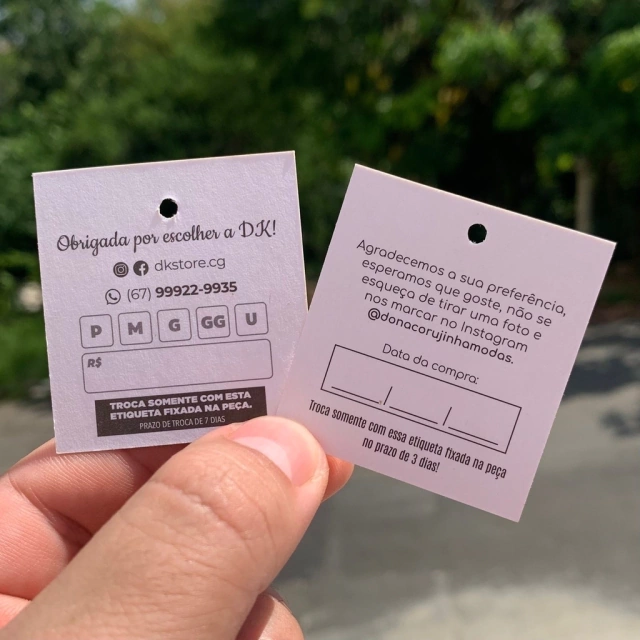 Obrigada por escolher a DK!
dkstore.cg
(67) 99922-9935
P M G GG U
R$
TROCA SOMENTE COM ESTA
ETIQUETA FIXADA NA PEÇA.
PRAZO DE TROCA DE 7 DIAS
Agradecemos a sua preferência,
esperamos que goste, não se
esqueça de tirar uma foto e
nos marcar no Instagram
@donacorujinhamodas.
Data da compra:
____/____/____
Troca somente com essa etiqueta fixada na peça
no prazo de 3 dias!